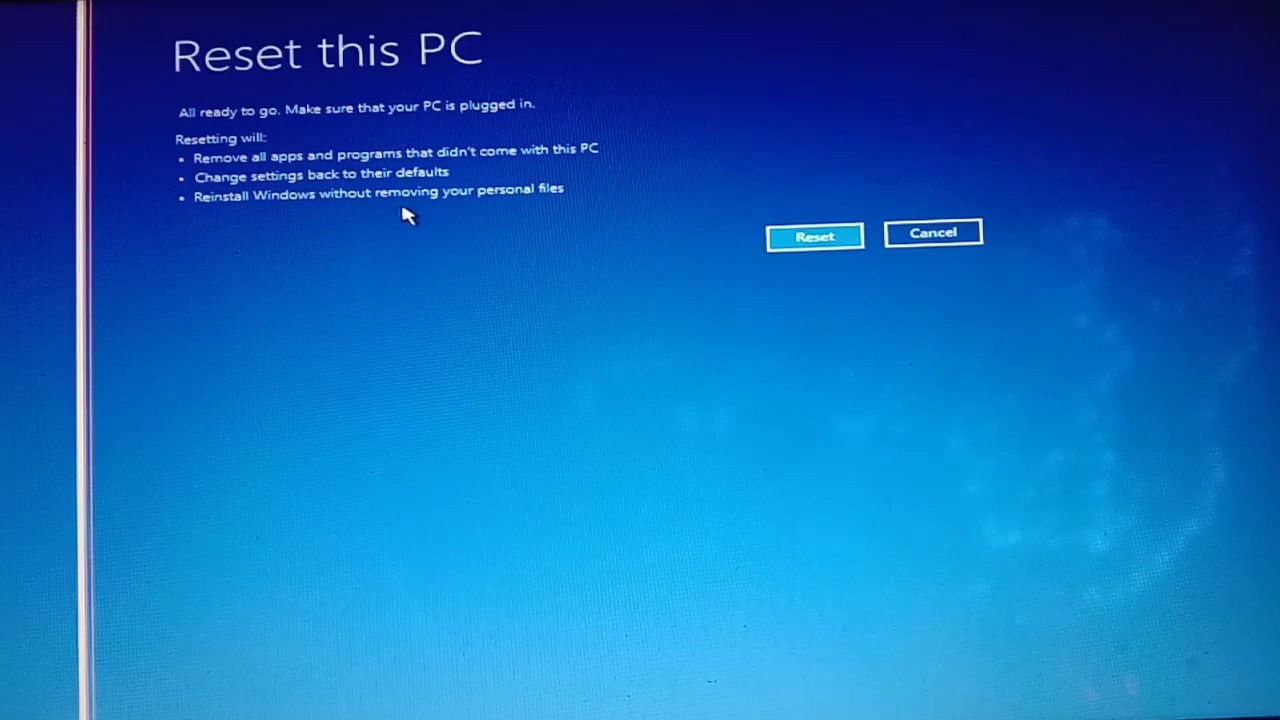 Reset this PC
All ready to go. Make sure that your PC is plugged in.
Resetting will:
• Remove all apps and programs that didn't come with this PC
• Change settings back to their defaults
• Reinstall Windows without removing your personal files
Reset Cancel